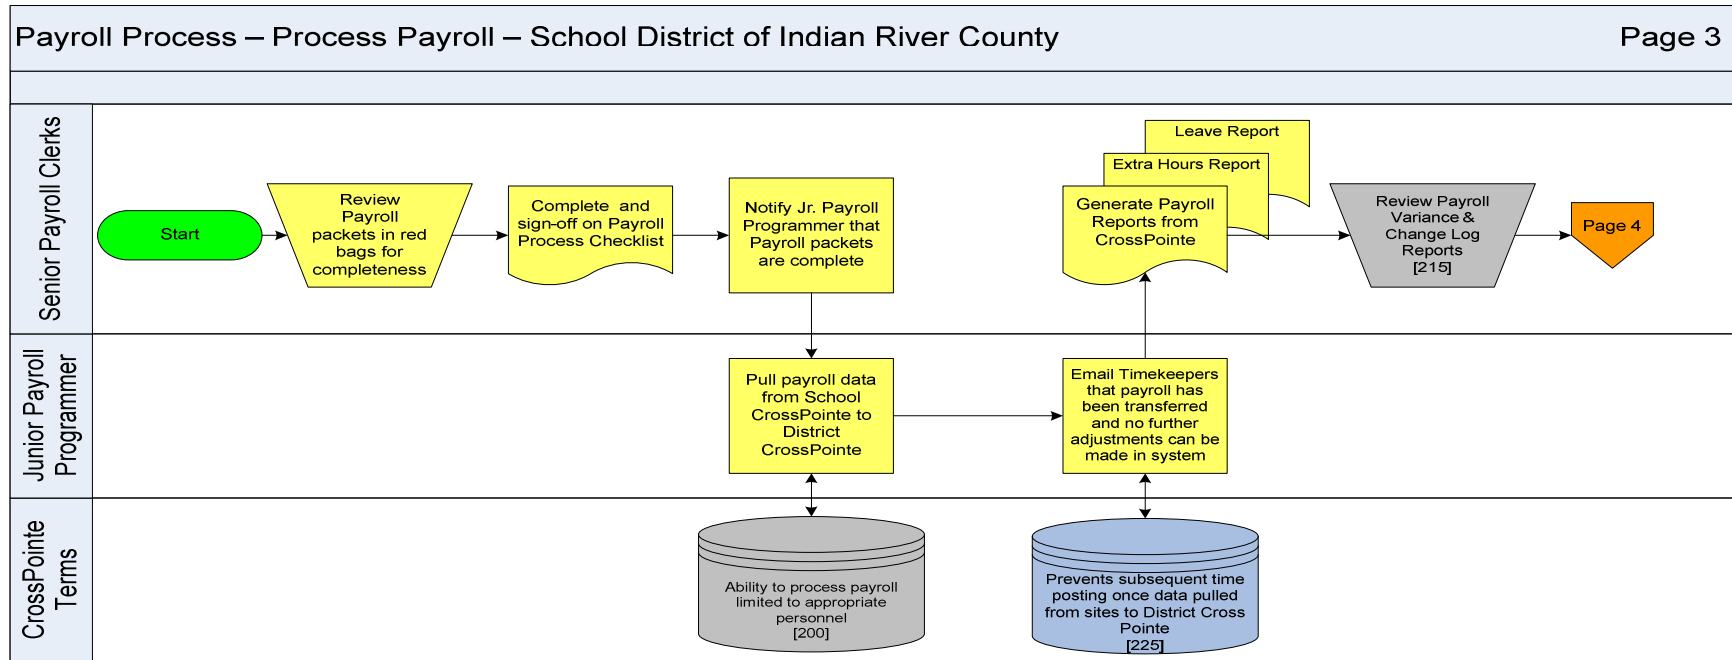 Payroll Process – Process Payroll – School District of Indian River County
Page 3
Senior Payroll Clerks
Start
Review
Payroll
packets in red
bags for
completeness
Complete and
sign-off on Payroll
Process Checklist
Notify Jr. Payroll
Programmer that
Payroll packets
are complete
Leave Report
Extra Hours Report
Generate Payroll
Reports from
CrossPointe
Review Payroll
Variance &
Change Log
Reports
[215]
Page 4
Junior Payroll
Programmer
Pull payroll data
from School
CrossPointe to
District
CrossPointe
Email Timekeepers
that payroll has
been transferred
and no further
adjustments can be
made in system
CrossPointe
Terms
Ability to process payroll
limited to appropriate
personnel
[200]
Prevents subsequent time
posting once data pulled
from sites to District Cross
Pointe
[225]